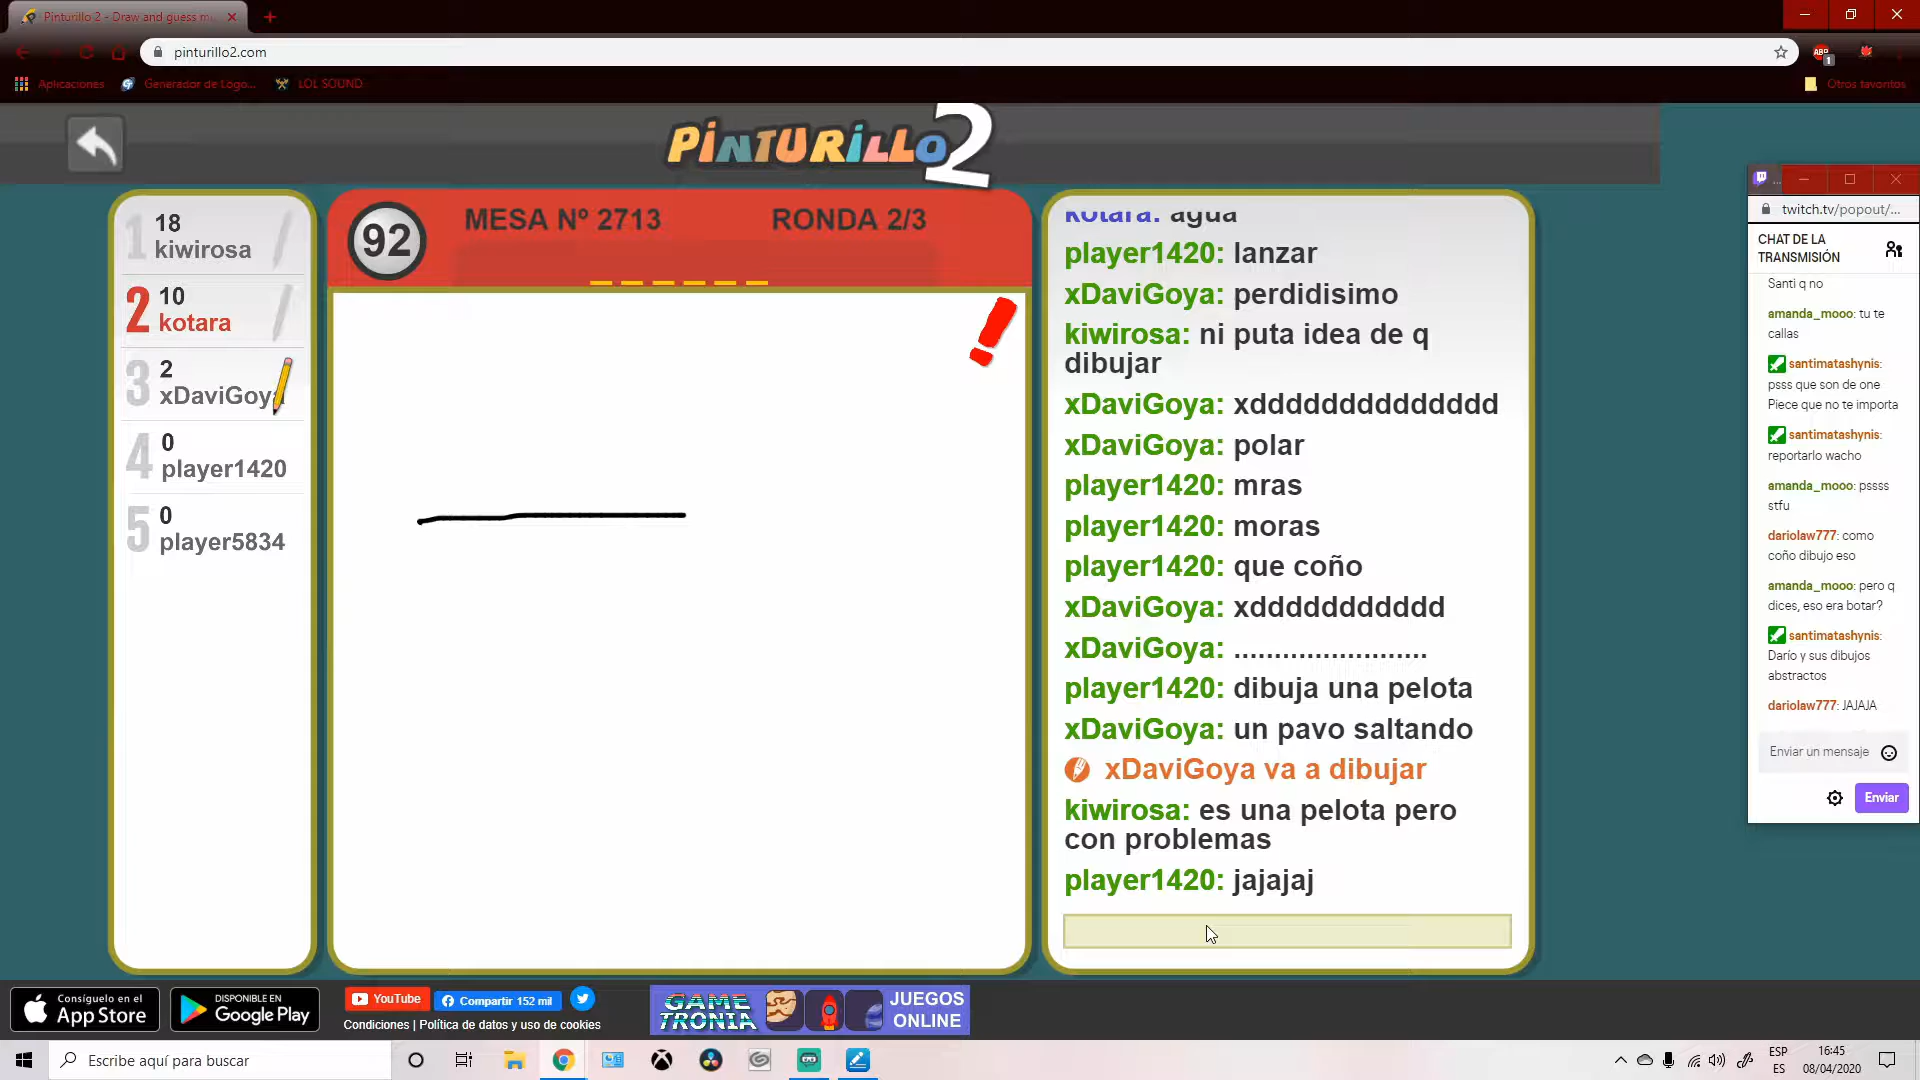 Pinturillo 2 - Draw and guess m
pinturillo2.com
ABP
1
Aplicaciones
Generador de Logo...
LOL SOUND
Otros favoritos
PINTURILLO2
1
18
kiwirosa
2
10
kotara
3
2
xDaviGoya
4
0
player1420
5
0
player5834
92
MESA Nº 2713
RONDA 2/3
kotara: agua
player1420: lanzar
xDaviGoya: perdidisimo
kiwirosa: ni puta idea de q
dibujar
xDaviGoya: xdddddddddddddd
xDaviGoya: polar
player1420: mras
player1420: moras
player1420: que coño
xDaviGoya: xdddddddddddd
xDaviGoya: ........................
player1420: dibuja una pelota
xDaviGoya: un pavo saltando
xDaviGoya va a dibujar
kiwirosa: es una pelota pero
con problemas
player1420: jajajaj
...
twitch.tv/popout/...
CHAT DE LA
TRANSMISIÓN
Santi q no
amanda_mooo: tu te
callas
santimatashynis:
psss que son de one
Piece que no te importa
santimatashynis:
reportarlo wacho
amanda_mooo: pssss
stfu
dariolaw777: como
coño dibujo eso
amanda_mooo: pero q
dices, eso era botar?
santimatashynis:
Darío y sus dibujos
abstractos
dariolaw777: JAJAJA
Enviar un mensaje
Enviar
Consíguelo en el
App Store
DISPONIBLE EN
Google Play
YouTube
Compartir 152 mil
Condiciones | Política de datos y uso de cookies
GAME
TRONIA
JUEGOS
ONLINE
Escribe aquí para buscar
ESP
ES
16:45
08/04/2020